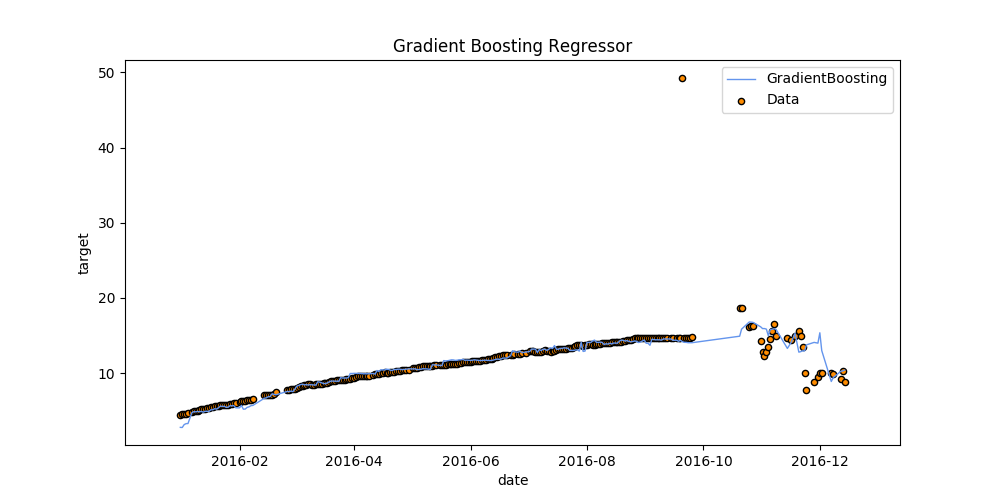 Gradient Boosting Regressor
GradientBoosting
Data
50
40
30
20
10
target
2016-02
2016-04
2016-06
2016-08
2016-10
2016-12
date